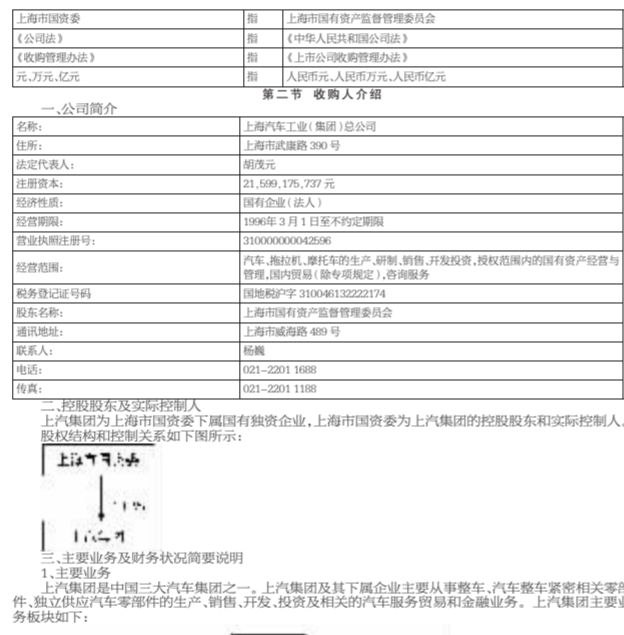 上海市国资委 指 上海市国有资产监督管理委员会
《公司法》 指 《中华人民共和国公司法》
《收购管理办法》 指 《上市公司收购管理办法》
元、万元、亿元 指 人民币元、人民币万元、人民币亿元
第二节 收购人介绍
一、公司简介
名称： 上海汽车工业（集团）总公司
住所： 上海市武康路 390 号
法定代表人： 胡茂元
注册资本： 21,599,175,737 元
经济性质： 国有企业（法人）
经营期限： 1996年 3 月 1 日至不约定期限
营业执照注册号： 310000000042596
经营范围： 汽车、拖拉机、摩托车的生产、研制、销售、开发投资，授权范围内的国有资产经营与
管理，国内贸易（除专项规定），咨询服务
税务登记证号码 国地税沪字 310046132222174
股东名称： 上海市国有资产监督管理委员会
通讯地址： 上海市威海路 489 号
联系人： 杨巍
电话： 021-2201 1688
传真： 021-2201 1188
二、控股股东及实际控制人
上汽集团为上海市国资委下属国有独资企业，上海市国资委为上汽集团的控股股东和实际控制人。
股权结构和控制关系如下图所示：
上海市国资委
三、主要业务及财务状况简要说明
1、主要业务
上汽集团是中国三大汽车集团之一。上汽集团及其下属企业主要从事整车、汽车整车紧密相关零部
件、独立供应汽车零部件的生产、销售、开发、投资及相关的汽车服务贸易和金融业务。上汽集团主要业
务板块如下：